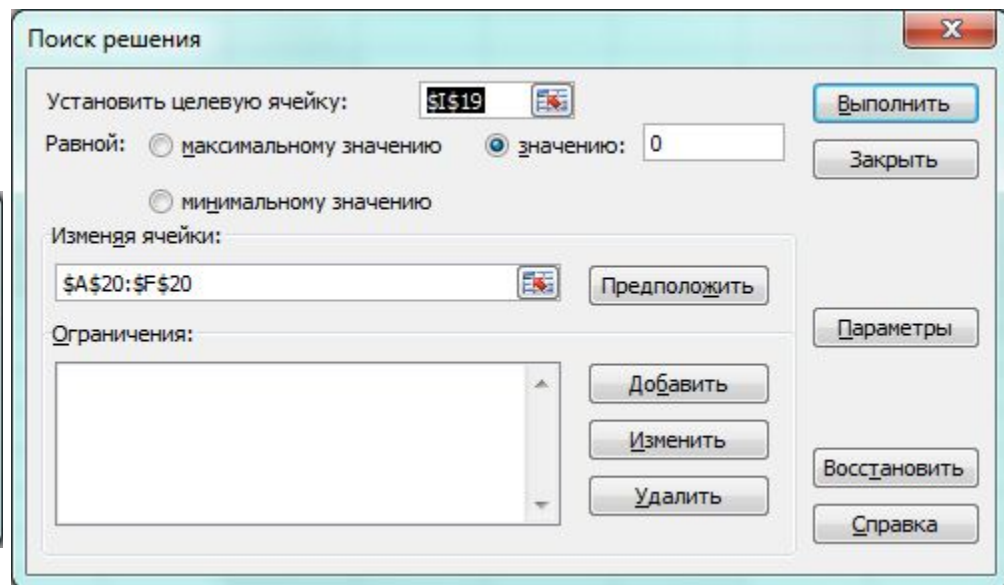 Поиск решения
Установить целевую ячейку: $I$19
Равной: максимальному значению значению: 0
минимальному значению
Изменяя ячейки:
$A$20:$F$20
Предположить
Ограничения:
Добавить
Изменить
Удалить
Выполнить
Закрыть
Параметры
Восстановить
Справка